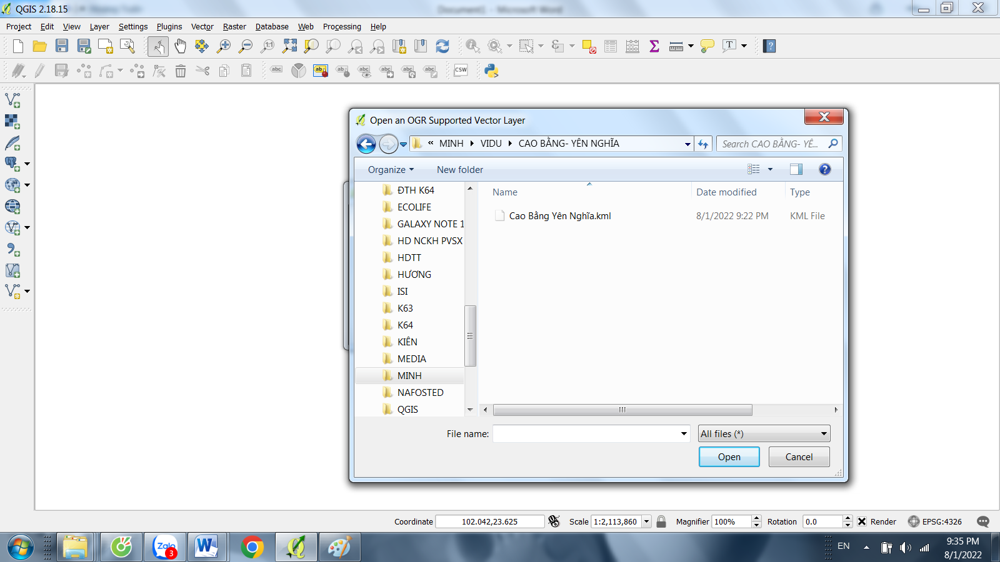 QGIS 2.18.15
Document1 - Microsoft Word
Project Edit View Layer Settings Plugins Vector Raster Database Web Processing Help
Open an OGR Supported Vector Layer
« MINH VIDU CAO BẰNG- YÊN NGHĨA
Search CAO BẰNG- YÊ...
Organize New folder
Name Date modified Type
Cao Bằng Yên Nghĩa.kml 8/1/2022 9:22 PM KML File
ĐTH K64
ECOLIFE
GALAXY NOTE 1
HD NCKH PVSX
HDTT
HƯƠNG
ISI
K63
K64
KIÊN
MEDIA
MINH
NAFOSTED
QGIS
File name: All files (*)
Open Cancel
Coordinate 102.042,23.625 Scale 1:2,113,860 Magnifier 100% Rotation 0.0 Render EPSG:4326
Zalo 3
EN
9:35 PM
8/1/2022